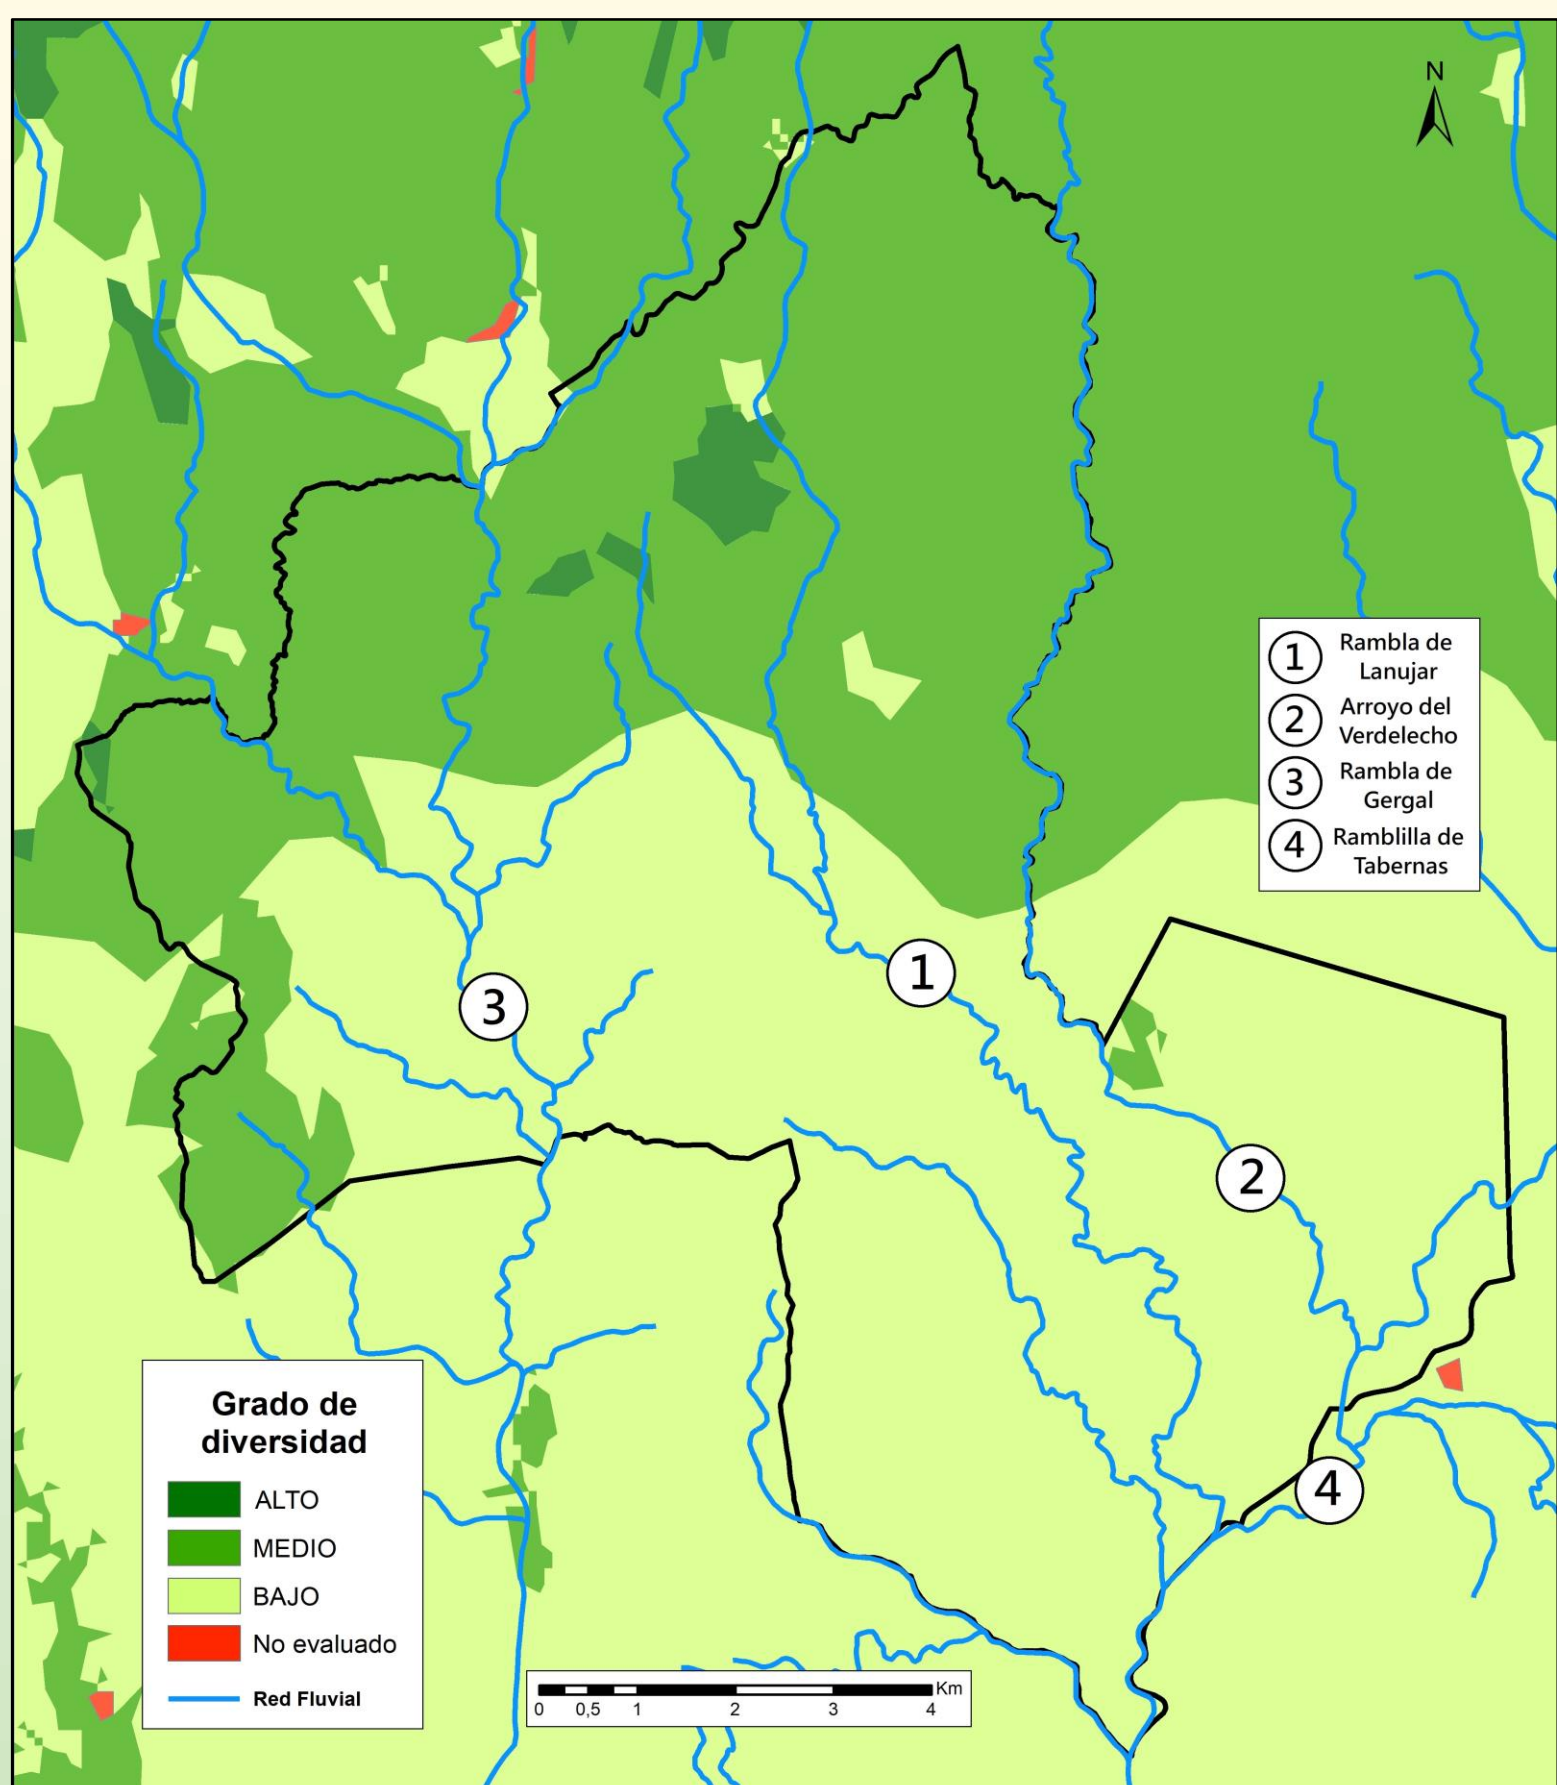 N
1 Rambla de
Lanujar
2 Arroyo del
Verdelecho
3 Rambla de
Gergal
4 Ramblilla de
Tabernas
1
3
2
4
Grado de
diversidad
ALTO
MEDIO
BAJO
No evaluado
Red Fluvial
Km
0 0,5 1 2 3 4